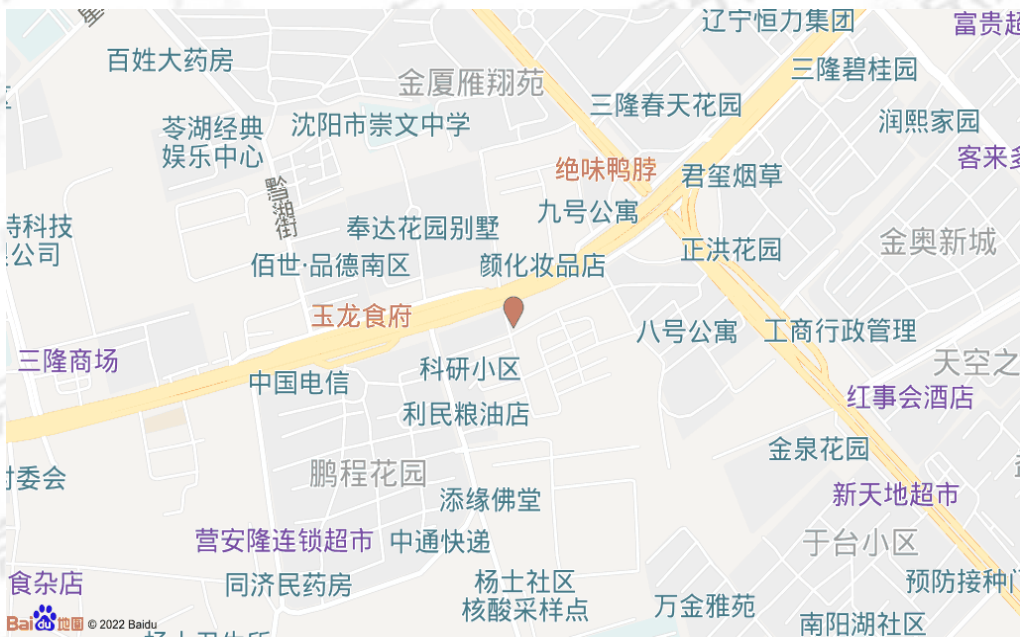 辽宁恒力集团
富贵超
百姓大药房
三隆碧桂园
金厦雁翔苑
三隆春天花园
苓湖经典
娱乐中心
沈阳市崇文中学
润熙家园
客来多
绝味鸭脖
君玺烟草
黔湖街
九号公寓
特科技
公司
奉达花园别墅
正洪花园
金奥新城
佰世·品德南区
颜化妆品店
玉龙食府
八号公寓
工商行政管理
三隆商场
科研小区
天空之
中国电信
红事会酒店
利民粮油店
金泉花园
村委会
鹏程花园
新天地超市
添缘佛堂
营安隆连锁超市
中通快递
于台小区
食杂店
同济民药房
杨士社区
核酸采样点
预防接种门
万金雅苑
南阳湖社区
Bai du 地图 © 2022 Baidu